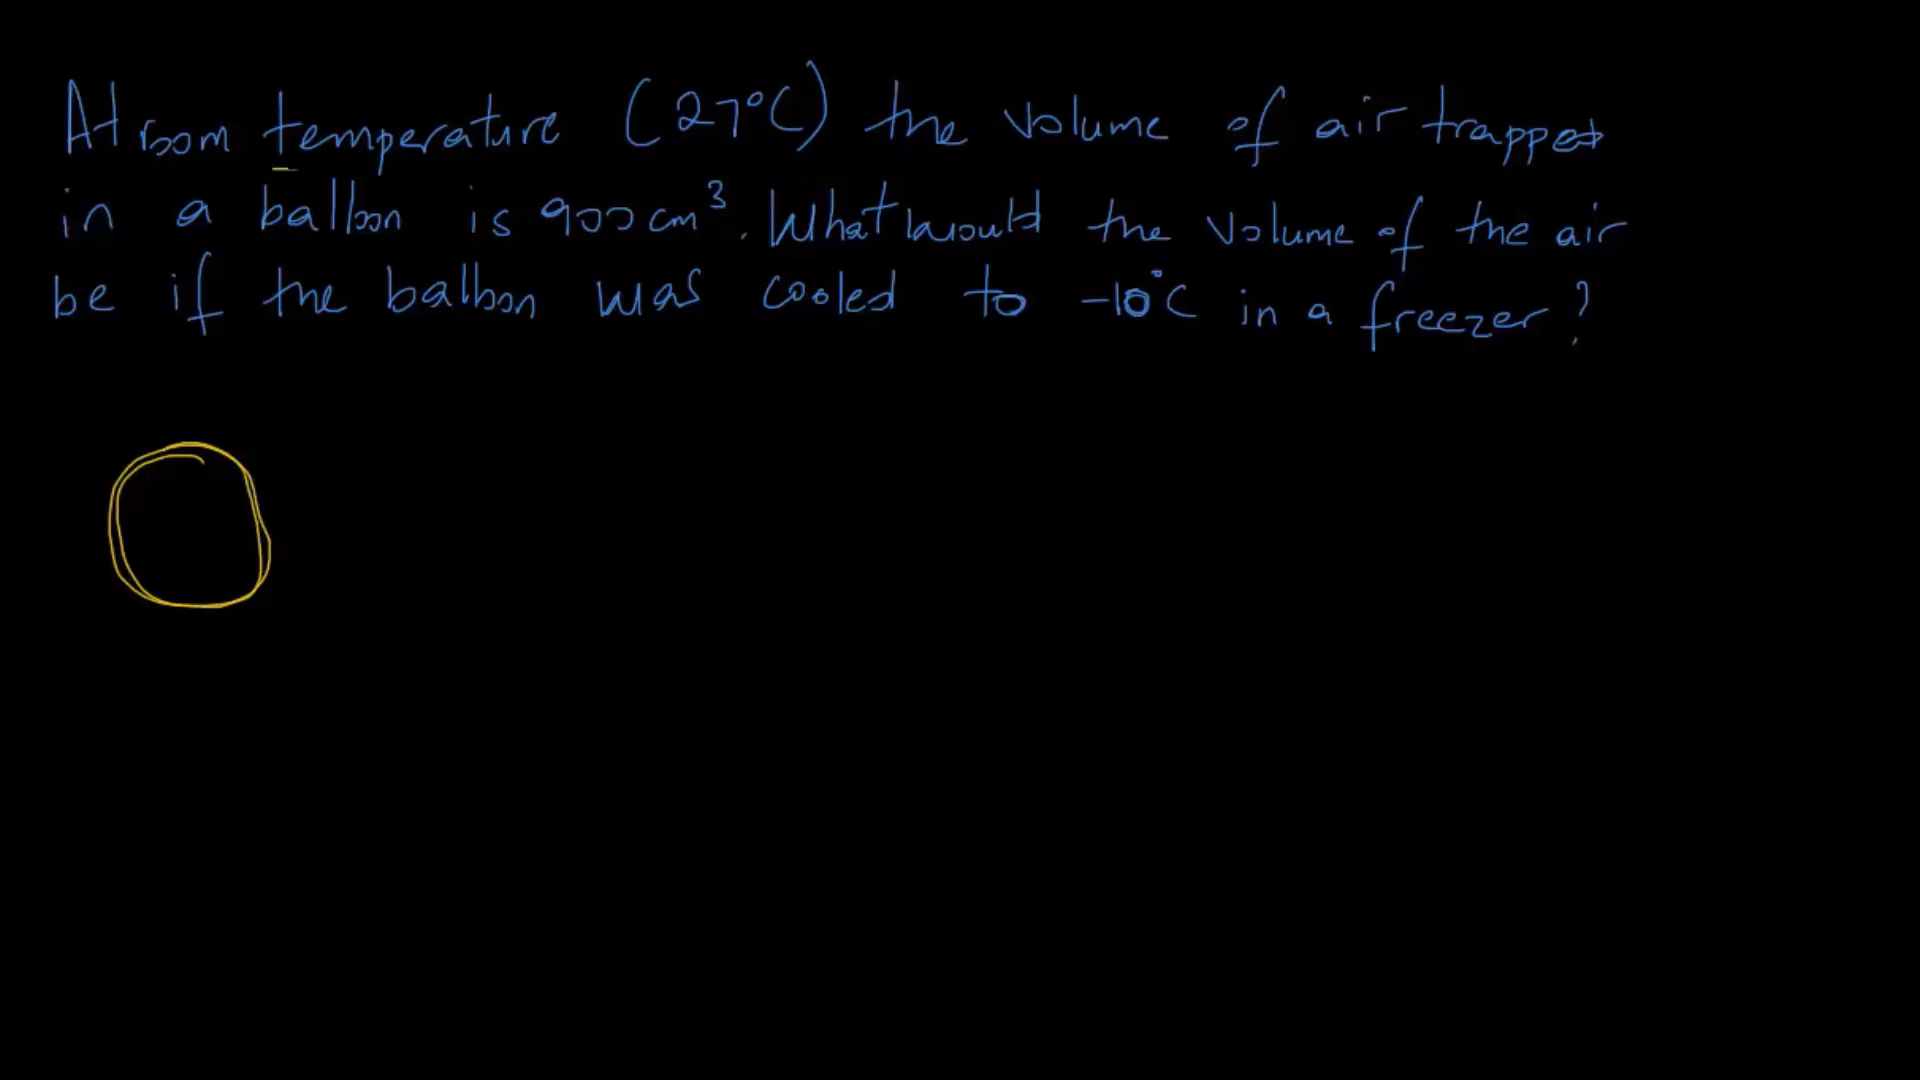 At room temperature (27°C) the volume of air trapped
in a balloon is 900 cm³. What would the volume of the air
be if the balloon was cooled to -10°C in a freezer?